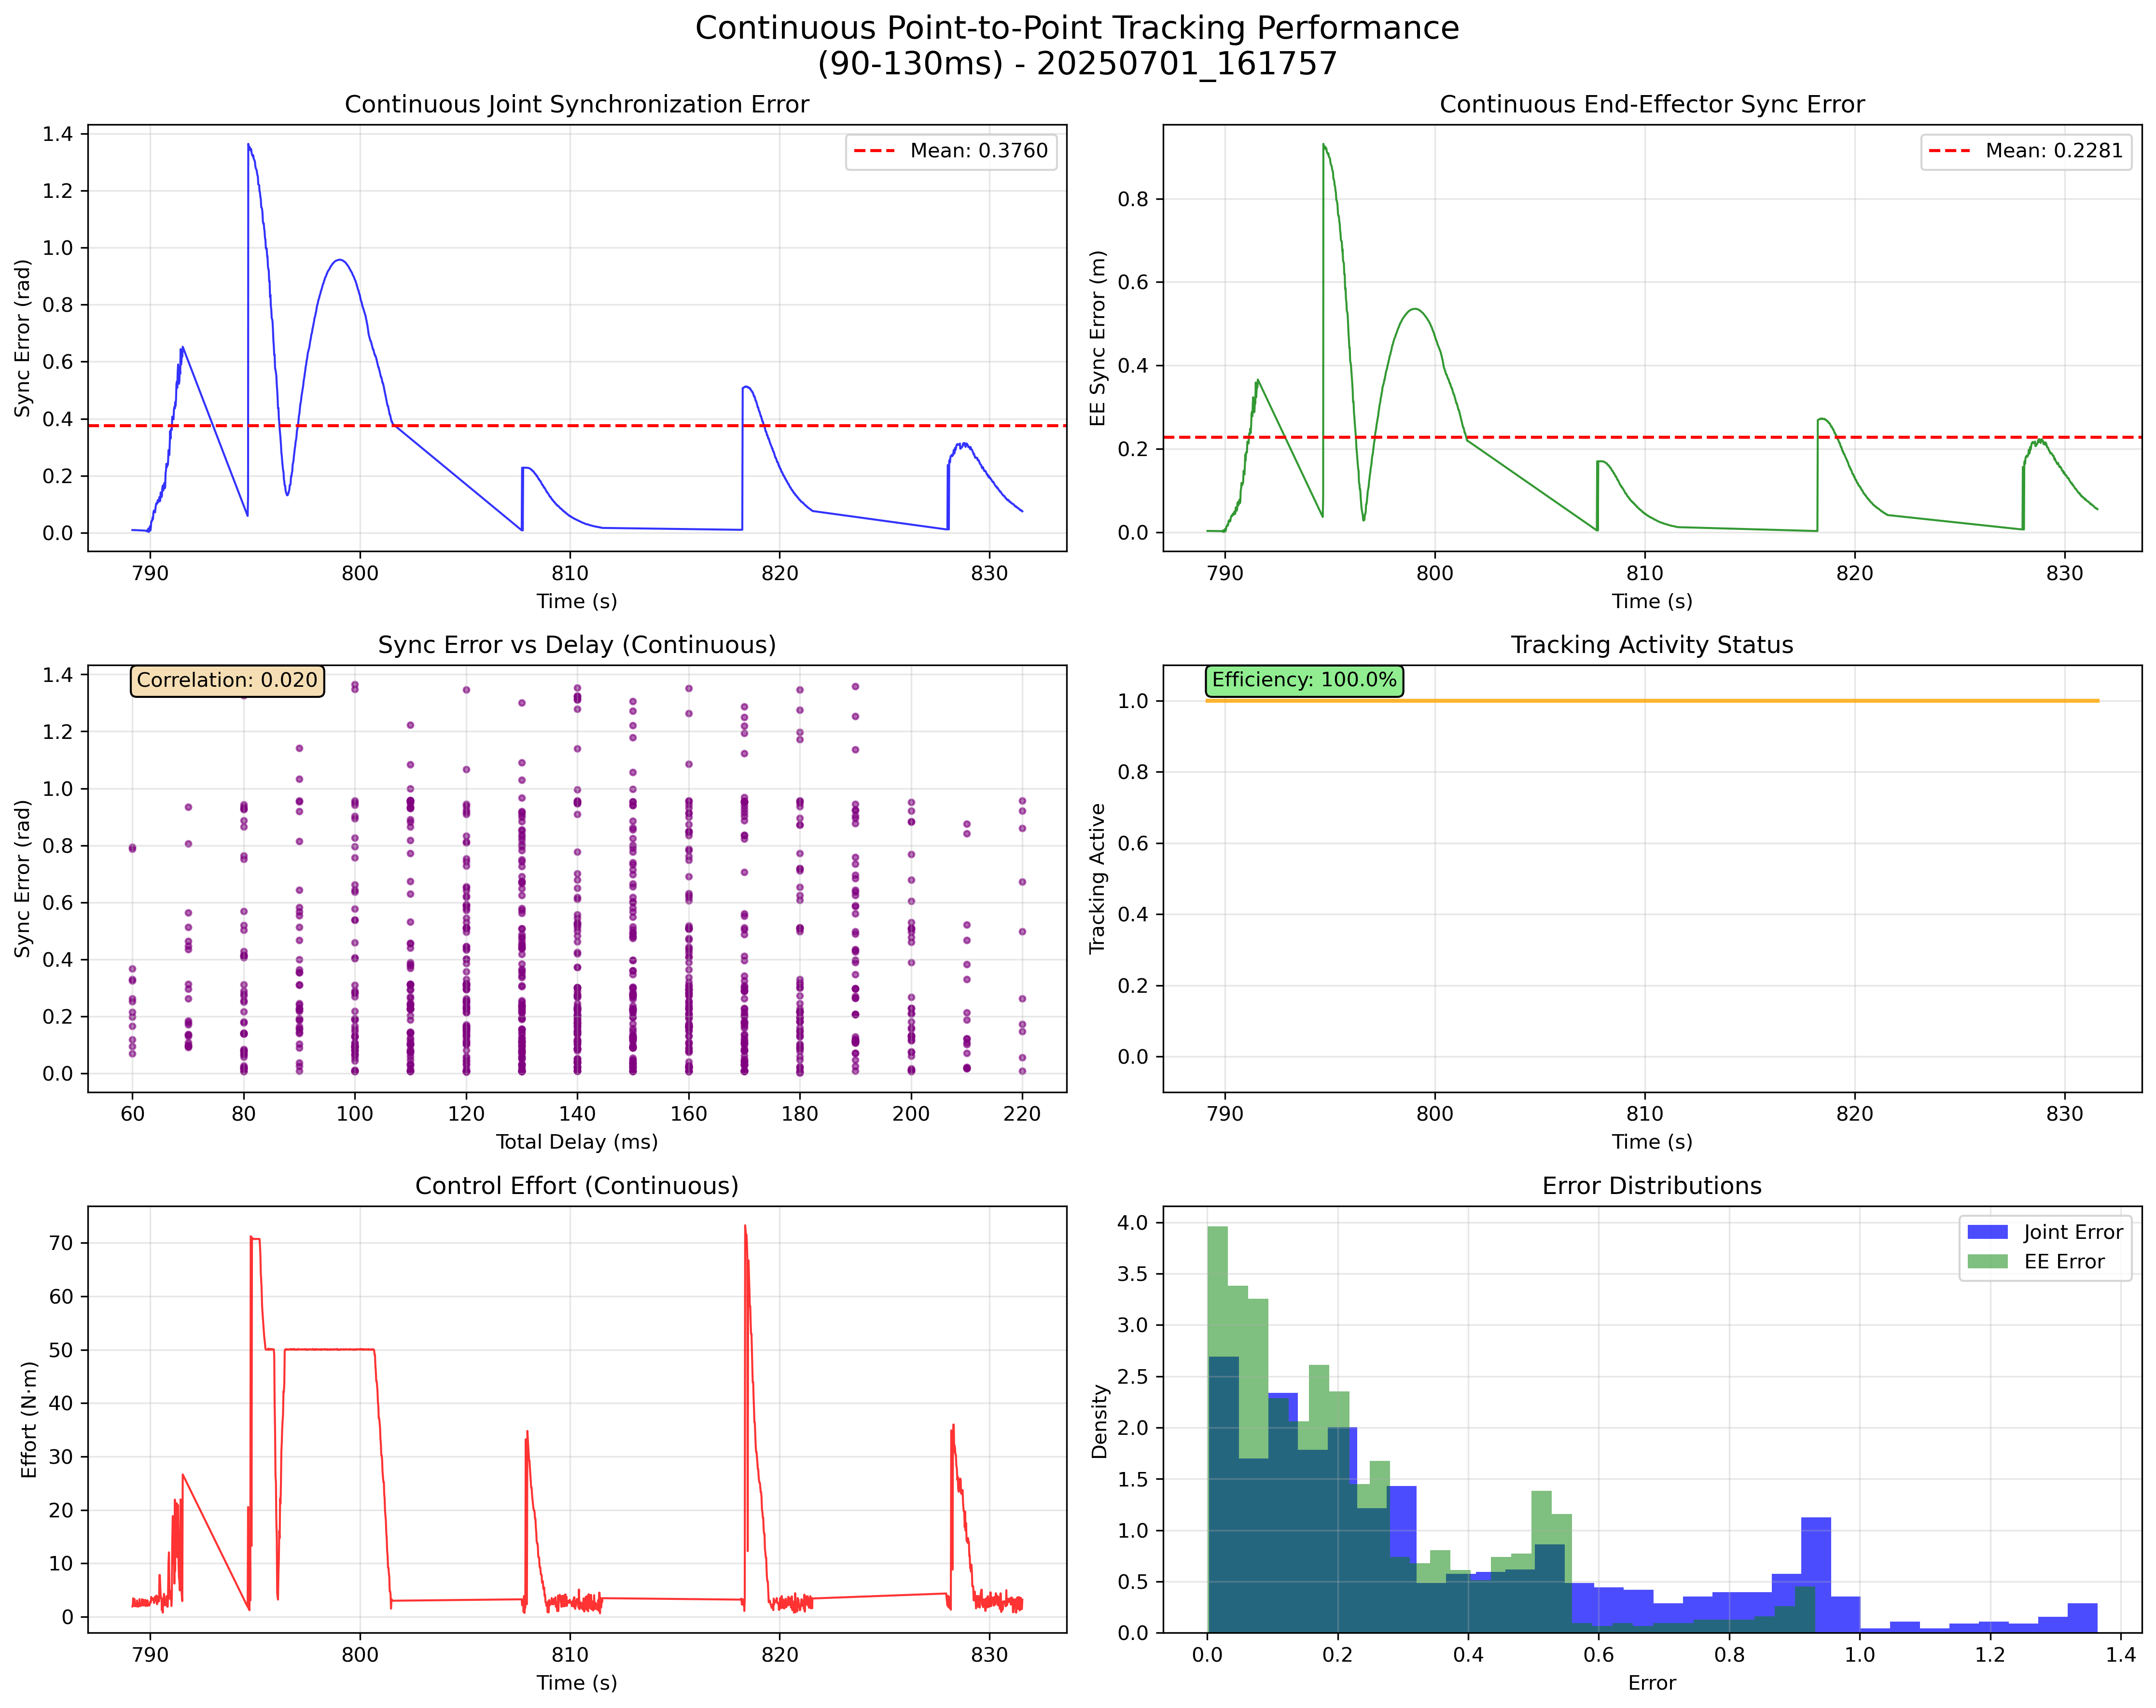 Continuous Point-to-Point Tracking Performance
(90-130ms) - 20250701_161757
Continuous Joint Synchronization Error
Sync Error (rad)
1.4
1.2
1.0
0.8
0.6
0.4
0.2
0.0
Mean: 0.3760
790 800 810 820 830
Time (s)
Continuous End-Effector Sync Error
EE Sync Error (m)
0.8
0.6
0.4
0.2
0.0
Mean: 0.2281
790 800 810 820 830
Time (s)
Sync Error vs Delay (Continuous)
Sync Error (rad)
1.4
1.2
1.0
0.8
0.6
0.4
0.2
0.0
Correlation: 0.020
60 80 100 120 140 160 180 200 220
Total Delay (ms)
Tracking Activity Status
Tracking Active
1.0
0.8
0.6
0.4
0.2
0.0
Efficiency: 100.0%
790 800 810 820 830
Time (s)
Control Effort (Continuous)
Effort (N·m)
70
60
50
40
30
20
10
0
790 800 810 820 830
Time (s)
Error Distributions
Density
4.0
3.5
3.0
2.5
2.0
1.5
1.0
0.5
0.0
Joint Error
EE Error
0.0 0.2 0.4 0.6 0.8 1.0 1.2 1.4
Error